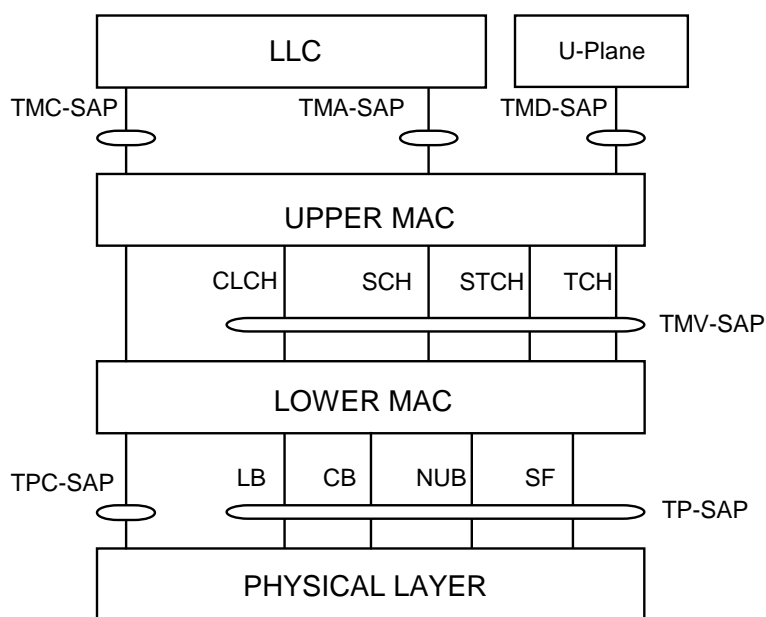 LLC
U-Plane
TMC-SAP
TMA-SAP
TMD-SAP
UPPER MAC
CLCH
SCH
STCH
TCH
TMV-SAP
LOWER MAC
TPC-SAP
LB
CB
NUB
SF
TP-SAP
PHYSICAL LAYER